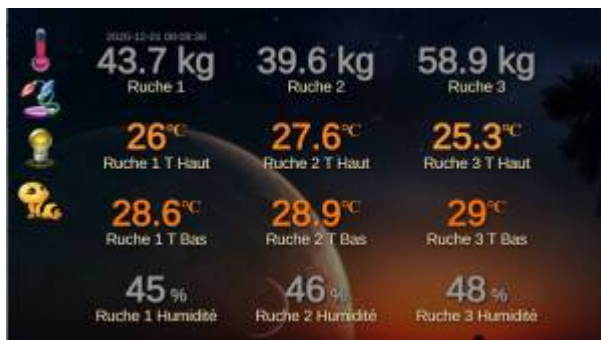 43.7 kg 39.6 kg 58.9 kg
Ruche 1 Ruche 2 Ruche 3
26°C 27.6°C 25.3°C
Ruche 1 T Haut Ruche 2 T Haut Ruche 3 T Haut
28.6°C 28.9°C 29°C
Ruche 1 T Bas Ruche 2 T Bas Ruche 3 T Bas
45 % 46 % 48 %
Ruche 1 Humidité Ruche 2 Humidité Ruche 3 Humidité